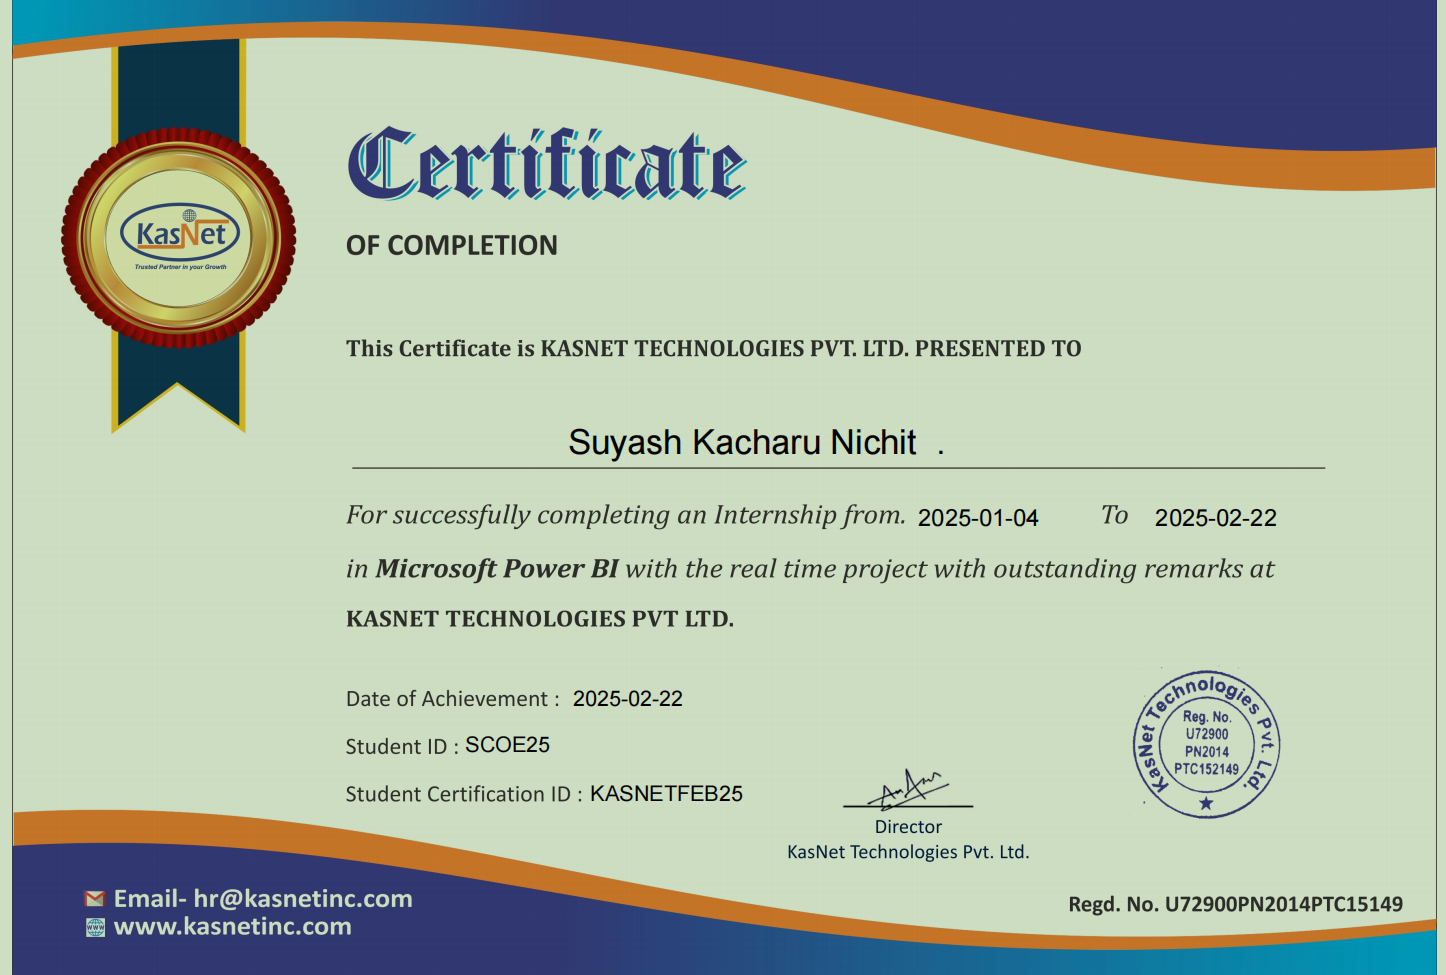 KasNet
Trusted Partner in your Growth
Certificate
OF COMPLETION
This Certificate is KASNET TECHNOLOGIES PVT. LTD. PRESENTED TO
Suyash Kacharu Nichit .
For successfully completing an Internship from. 2025-01-04 To 2025-02-22
in Microsoft Power BI with the real time project with outstanding remarks at
KASNET TECHNOLOGIES PVT LTD.
Date of Achievement : 2025-02-22
Student ID : SCOE25
Student Certification ID : KASNETFEB25
Director
KasNet Technologies Pvt. Ltd.
KasNet Technologies Pvt. Ltd.
Reg. No.
U72900
PN2014
PTC152149
Email- hr@kasnetinc.com
www.kasnetinc.com
Regd. No. U72900PN2014PTC15149